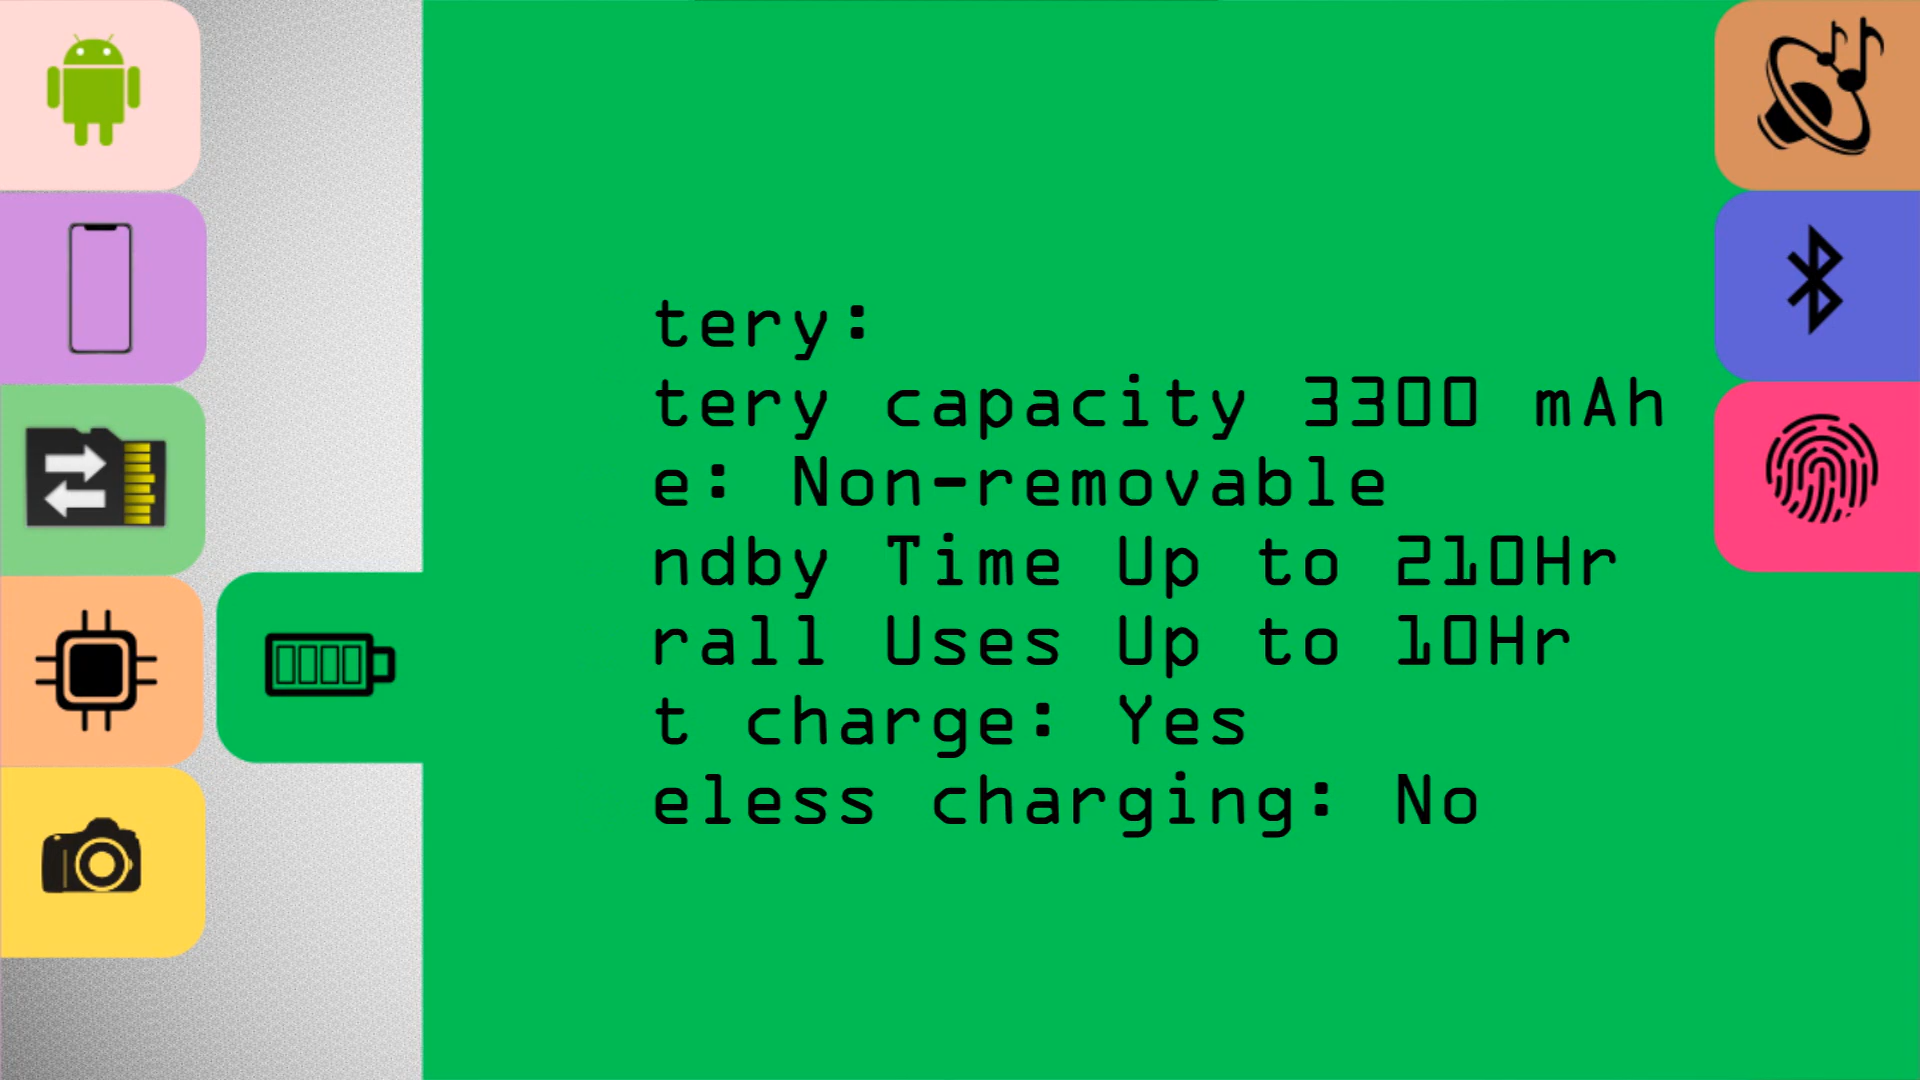 tery:
tery capacity 3300 mAh
e: Non-removable
ndby Time Up to 210Hr
rall Uses Up to 10Hr
t charge: Yes
eless charging: No